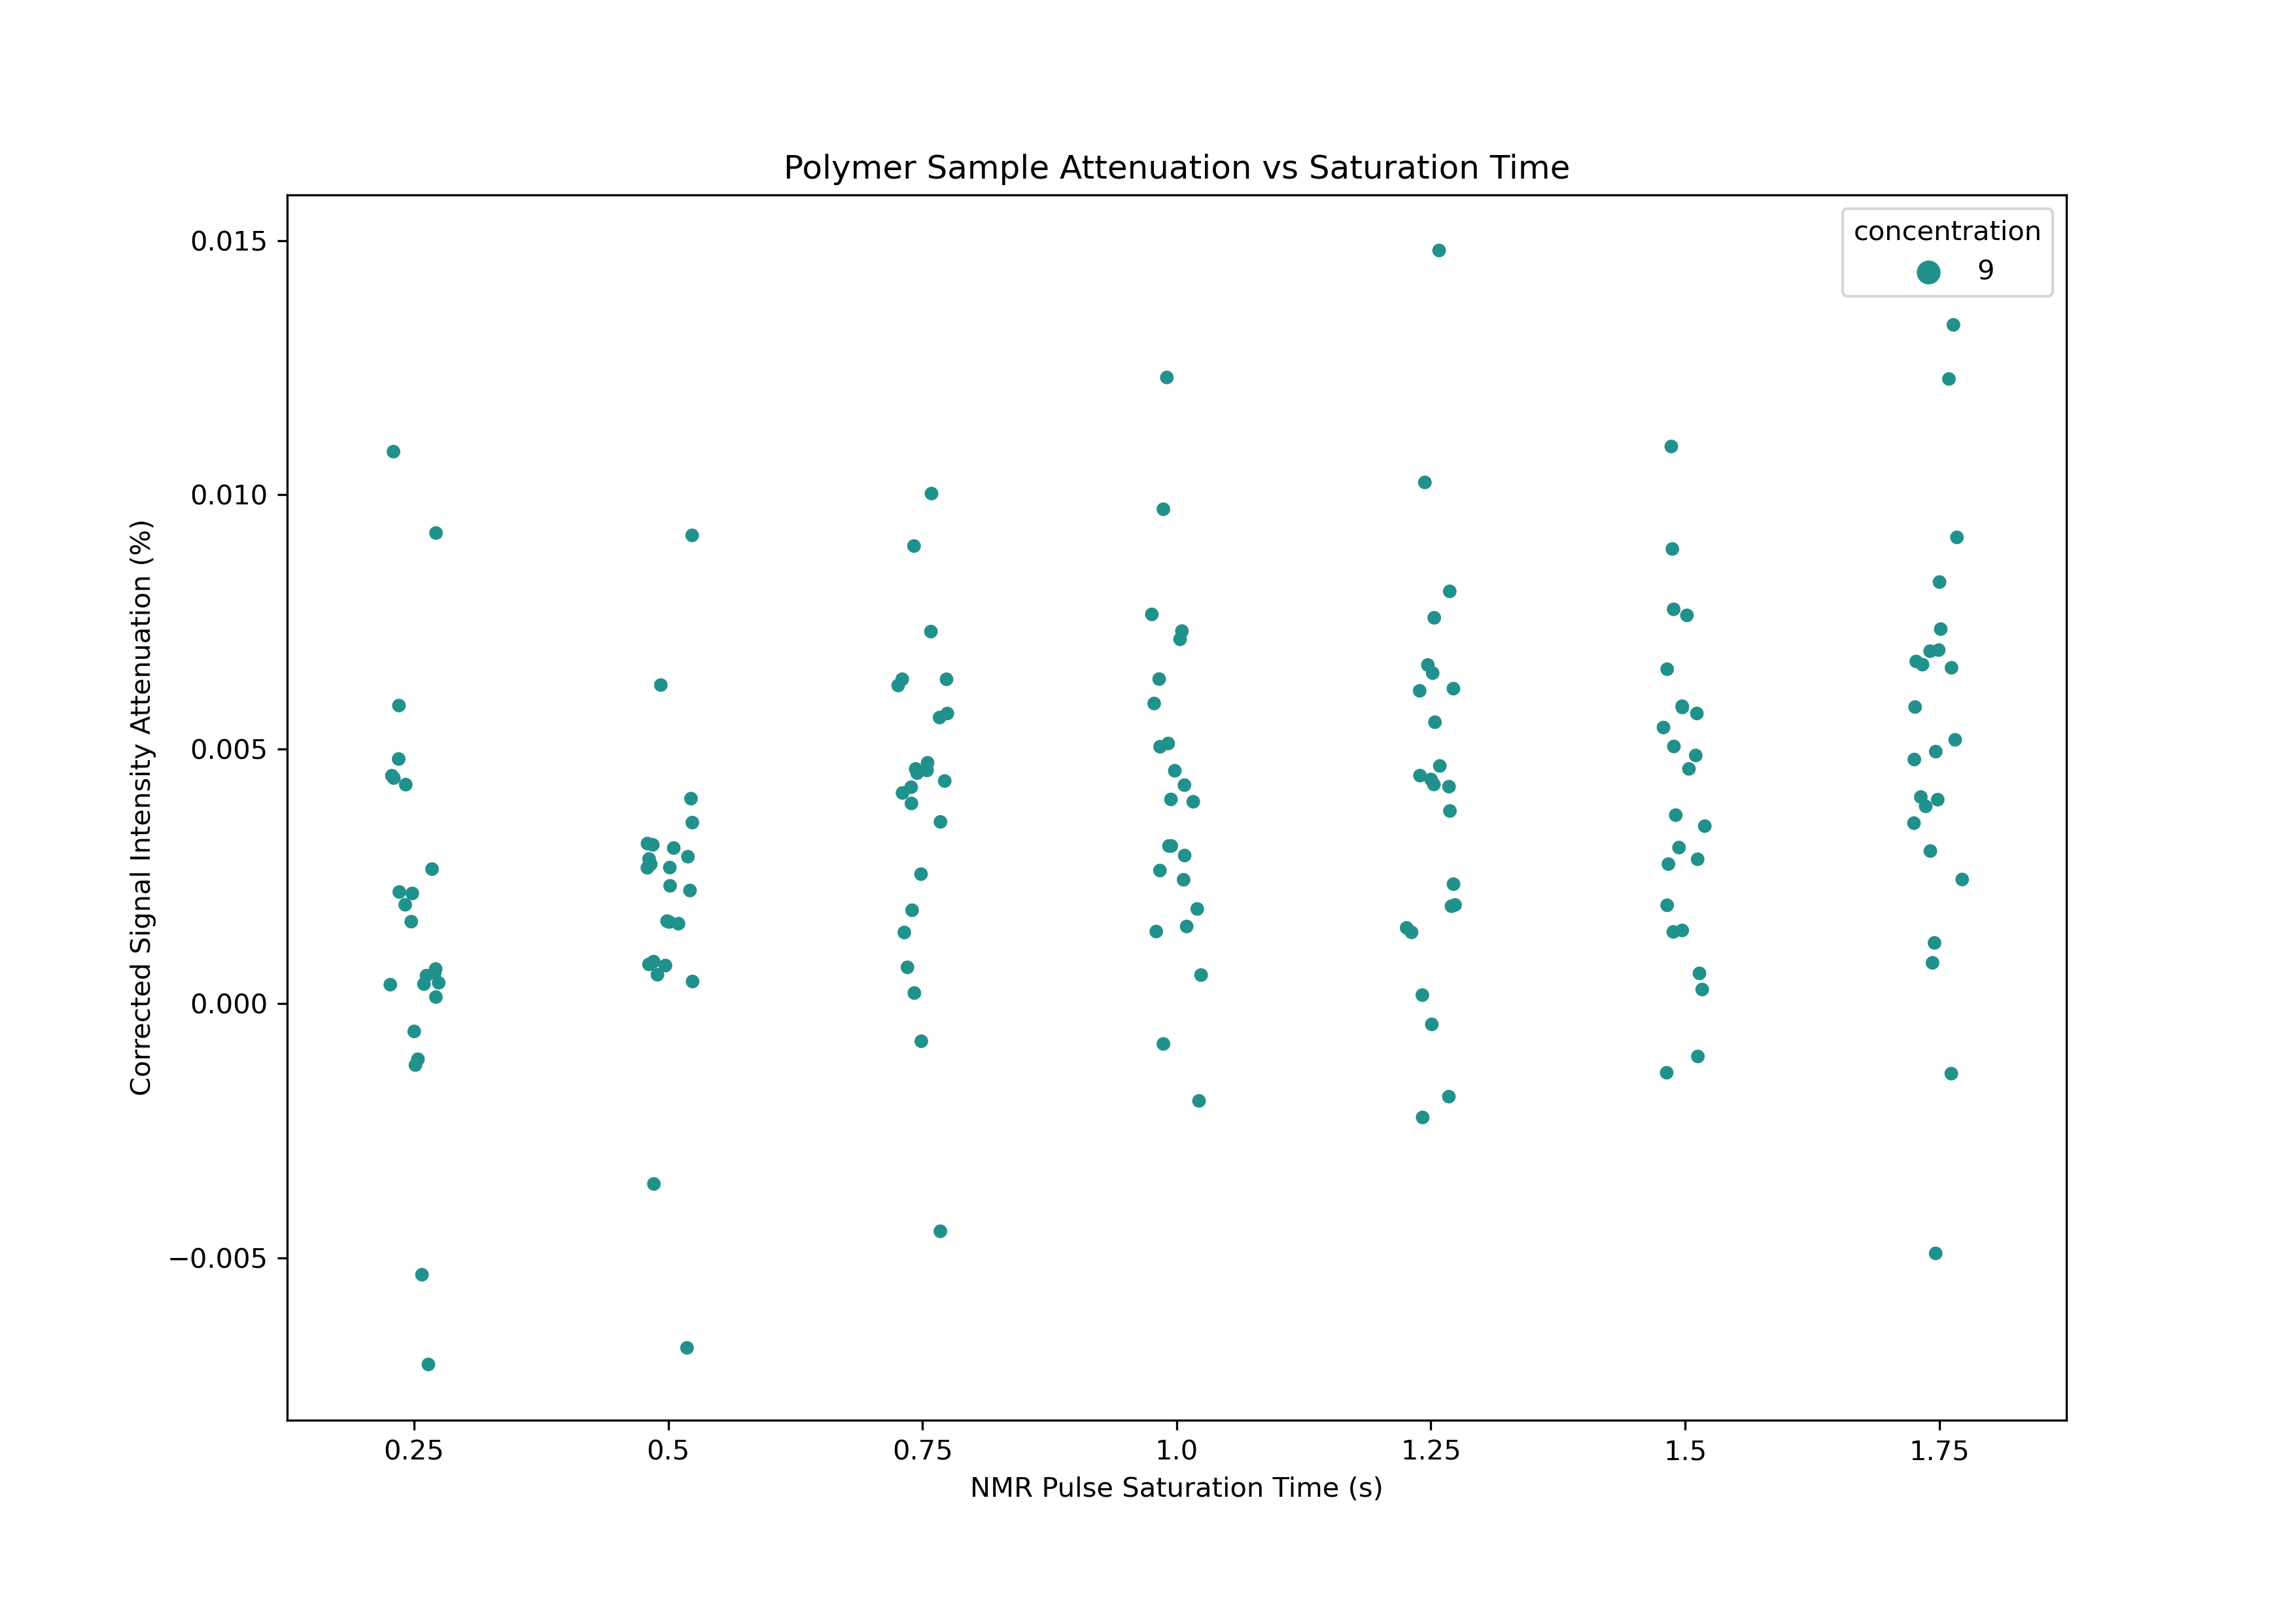 Polymer Sample Attenuation vs Saturation Time
concentration
9
Corrected Signal Intensity Attenuation (%)
0.015
0.010
0.005
0.000
−0.005
0.25 0.5 0.75 1.0 1.25 1.5 1.75
NMR Pulse Saturation Time (s)